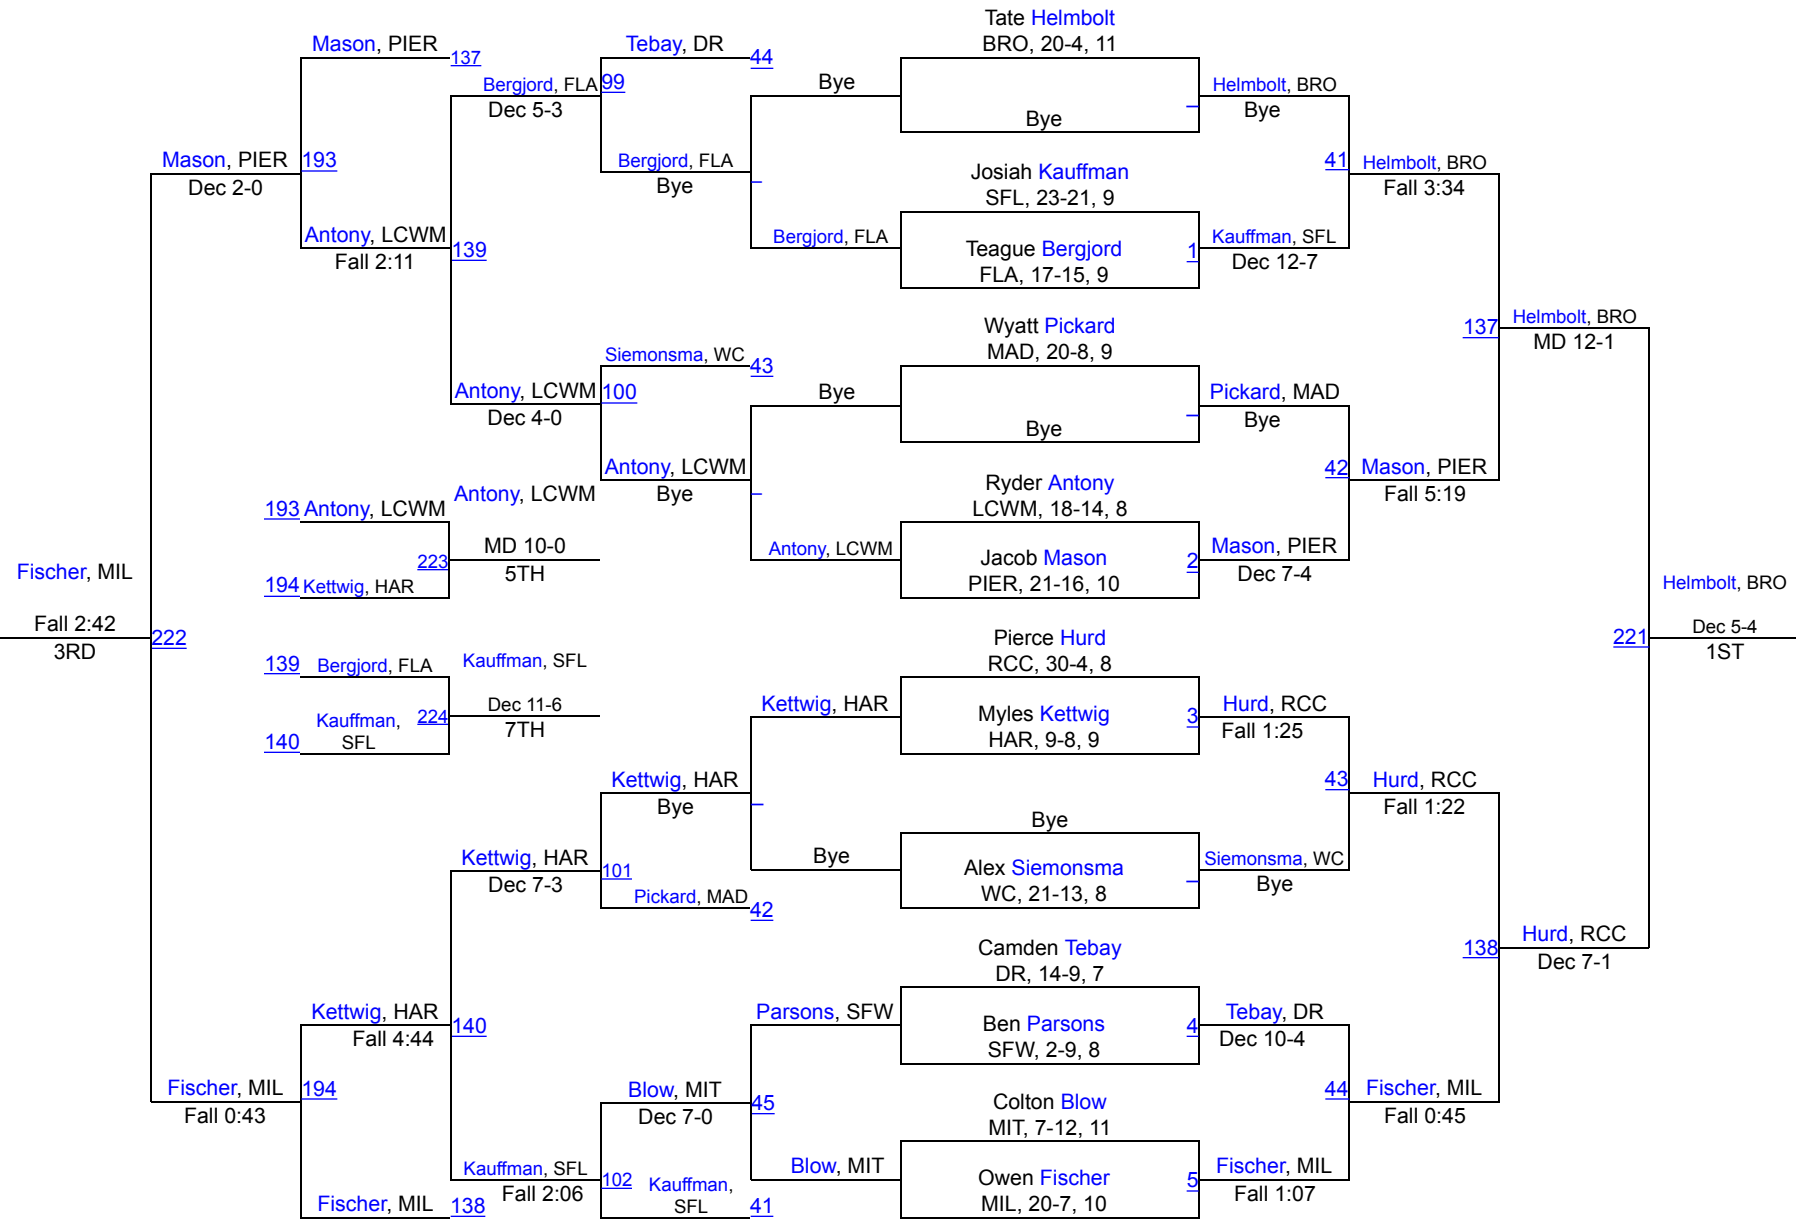 Tate Helmbolt
BRO, 20-4, 11
Bye
Josiah Kauffman
SFL, 23-21, 9
Teague Bergjord
FLA, 17-15, 9
1
Wyatt Pickard
MAD, 20-8, 9
Bye
Ryder Antony
LCWM, 18-14, 8
Jacob Mason
PIER, 21-16, 10
2
Pierce Hurd
RCC, 30-4, 8
Myles Kettwig
HAR, 9-8, 9
3
Bye
Alex Siemonsma
WC, 21-13, 8
Camden Tebay
DR, 14-9, 7
Ben Parsons
SFW, 2-9, 8
4
Colton Blow
MIT, 7-12, 11
Owen Fischer
MIL, 20-7, 10
5
Helmbolt, BRO
Bye
41
Kauffman, SFL
Dec 12-7
Pickard, MAD
Bye
42
Mason, PIER
Dec 7-4
Hurd, RCC
Fall 1:25
43
Siemonsma, WC
Bye
Tebay, DR
Dec 10-4
44
Fischer, MIL
Fall 1:07
Helmbolt, BRO
Fall 3:34
137
Mason, PIER
Fall 5:19
Hurd, RCC
Fall 1:22
138
Fischer, MIL
Fall 0:45
Helmbolt, BRO
MD 12-1
221
Hurd, RCC
Dec 7-1
Helmbolt, BRO
Dec 5-4
1ST
Bye
Bergjord, FLA
Bye
Antony, LCWM
Kettwig, HAR
Bye
Parsons, SFW
Blow, MIT
Tebay, DR
44
99
Bergjord, FLA
Bye
Siemonsma, WC
43
100
Antony, LCWM
Bye
Kettwig, HAR
Bye
101
Pickard, MAD
42
Blow, MIT
Dec 7-0
45
102
Kauffman,
SFL
41
Bergjord, FLA
Dec 5-3
139
Antony, LCWM
Dec 4-0
Kettwig, HAR
Dec 7-3
140
Kauffman, SFL
Fall 2:06
Mason, PIER
137
193
Antony, LCWM
Fall 2:11
Kettwig, HAR
Fall 4:44
194
Fischer, MIL
138
Mason, PIER
Dec 2-0
222
Fischer, MIL
Fall 0:43
Fischer, MIL
Fall 2:42
3RD
193
Antony, LCWM
223
194
Kettwig, HAR
Antony, LCWM
MD 10-0
5TH
139
Bergjord, FLA
224
140
Kauffman,
SFL
Kauffman, SFL
Dec 11-6
7TH